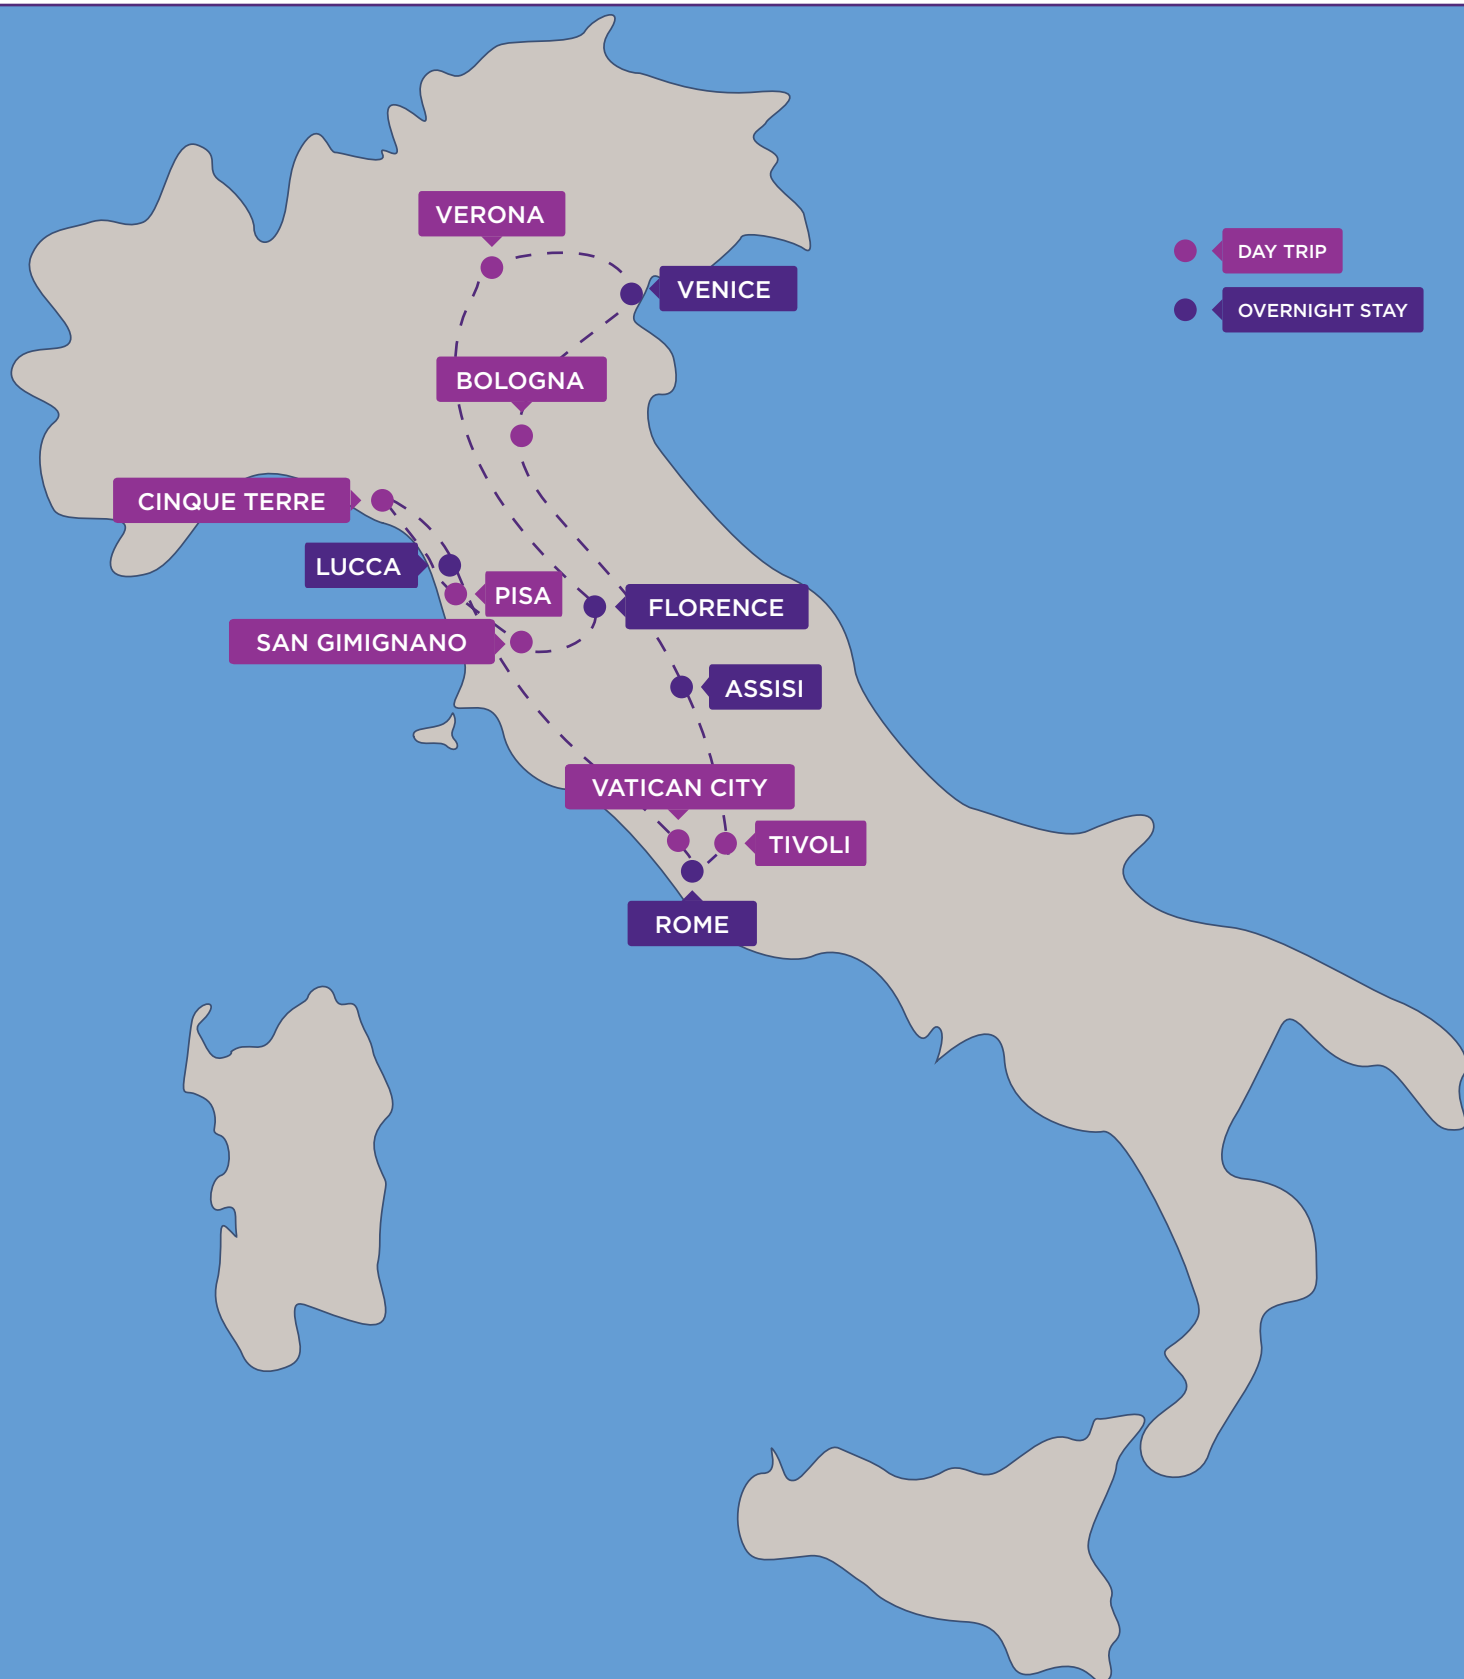 VERONA
DAY TRIP
VENICE
OVERNIGHT STAY
BOLOGNA
CINQUE TERRE
LUCCA
PISA
FLORENCE
SAN GIMIGNANO
ASSISI
VATICAN CITY
TIVOLI
ROME